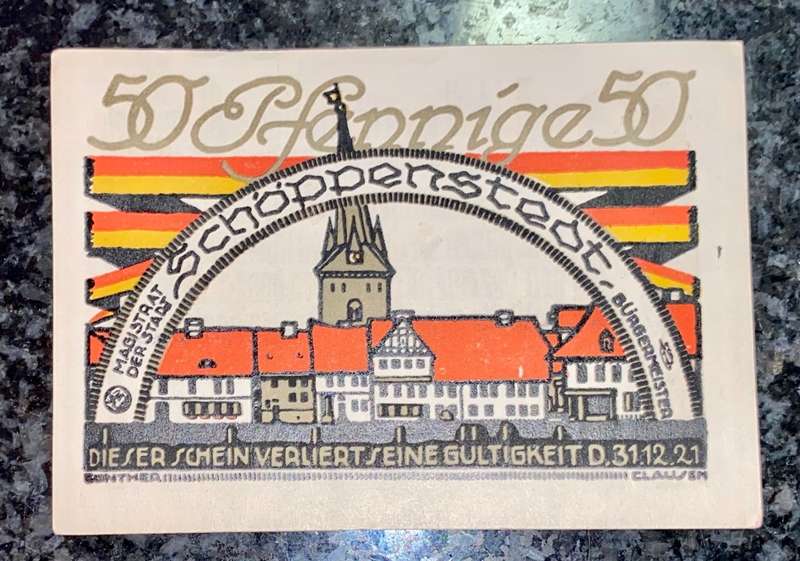 50 Pfennige 50
MAGISTRAT
DER STADT
Schöppenstedt,
BÜRGERMEISTER
DIESER SCHEIN VERLIERT SEINE GÜLTIGKEIT D. 31.12.21
GÜNTHER CLAUSEN